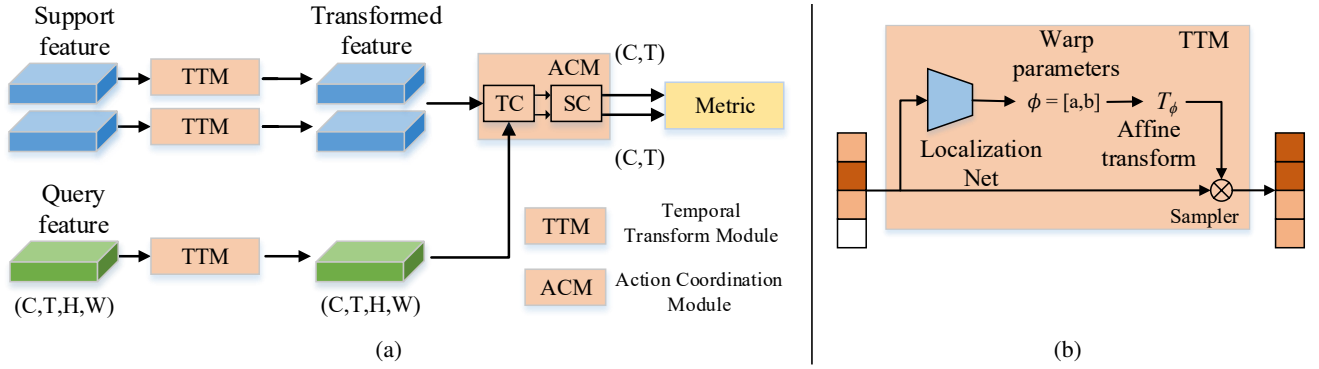 Support
feature
Transformed
feature
TTM
TTM
ACM
TC
SC
(C,T)
(C,T)
Metric
Query
feature
TTM
(C,T,H,W)
(C,T,H,W)
TTM
Temporal
Transform Module
ACM
Action Coordination
Module
(a)
TTM
Warp
parameters
ϕ = [a,b]
Tϕ
Affine
transform
Localization
Net
Sampler
(b)